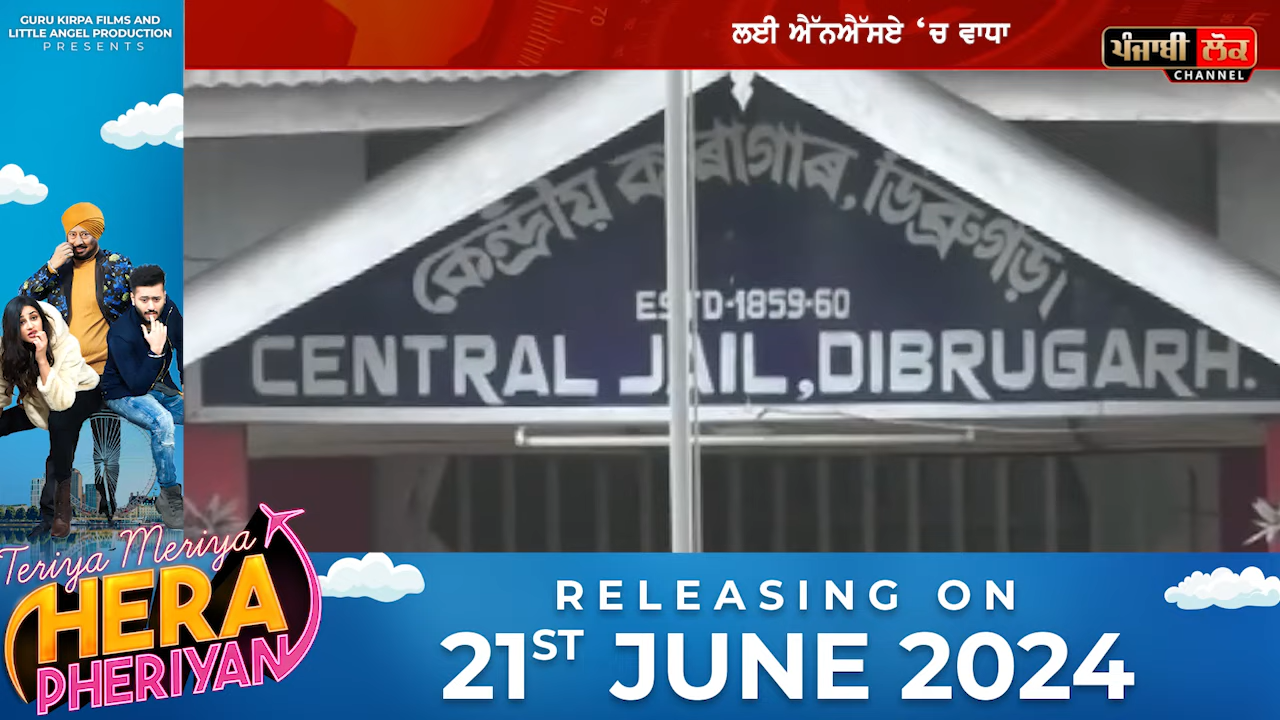 GURU KIRPA FILMS AND
LITTLE ANGEL PRODUCTION
PRESENTS
ਲਈ ਐੱਨਐੱਸਏ ‘ਚ ਵਾਧਾ
ਪੰਜਾਬੀ ਲੋਕ
CHANNEL
কেন্দ্রীয় কাৰাগাৰ, ডিব্ৰুগড়।
ESTD-1859-60
CENTRAL JAIL, DIBRUGARH.
Teriya Meriya
HERA
PHERIYAN
RELEASING ON
21ST JUNE 2024